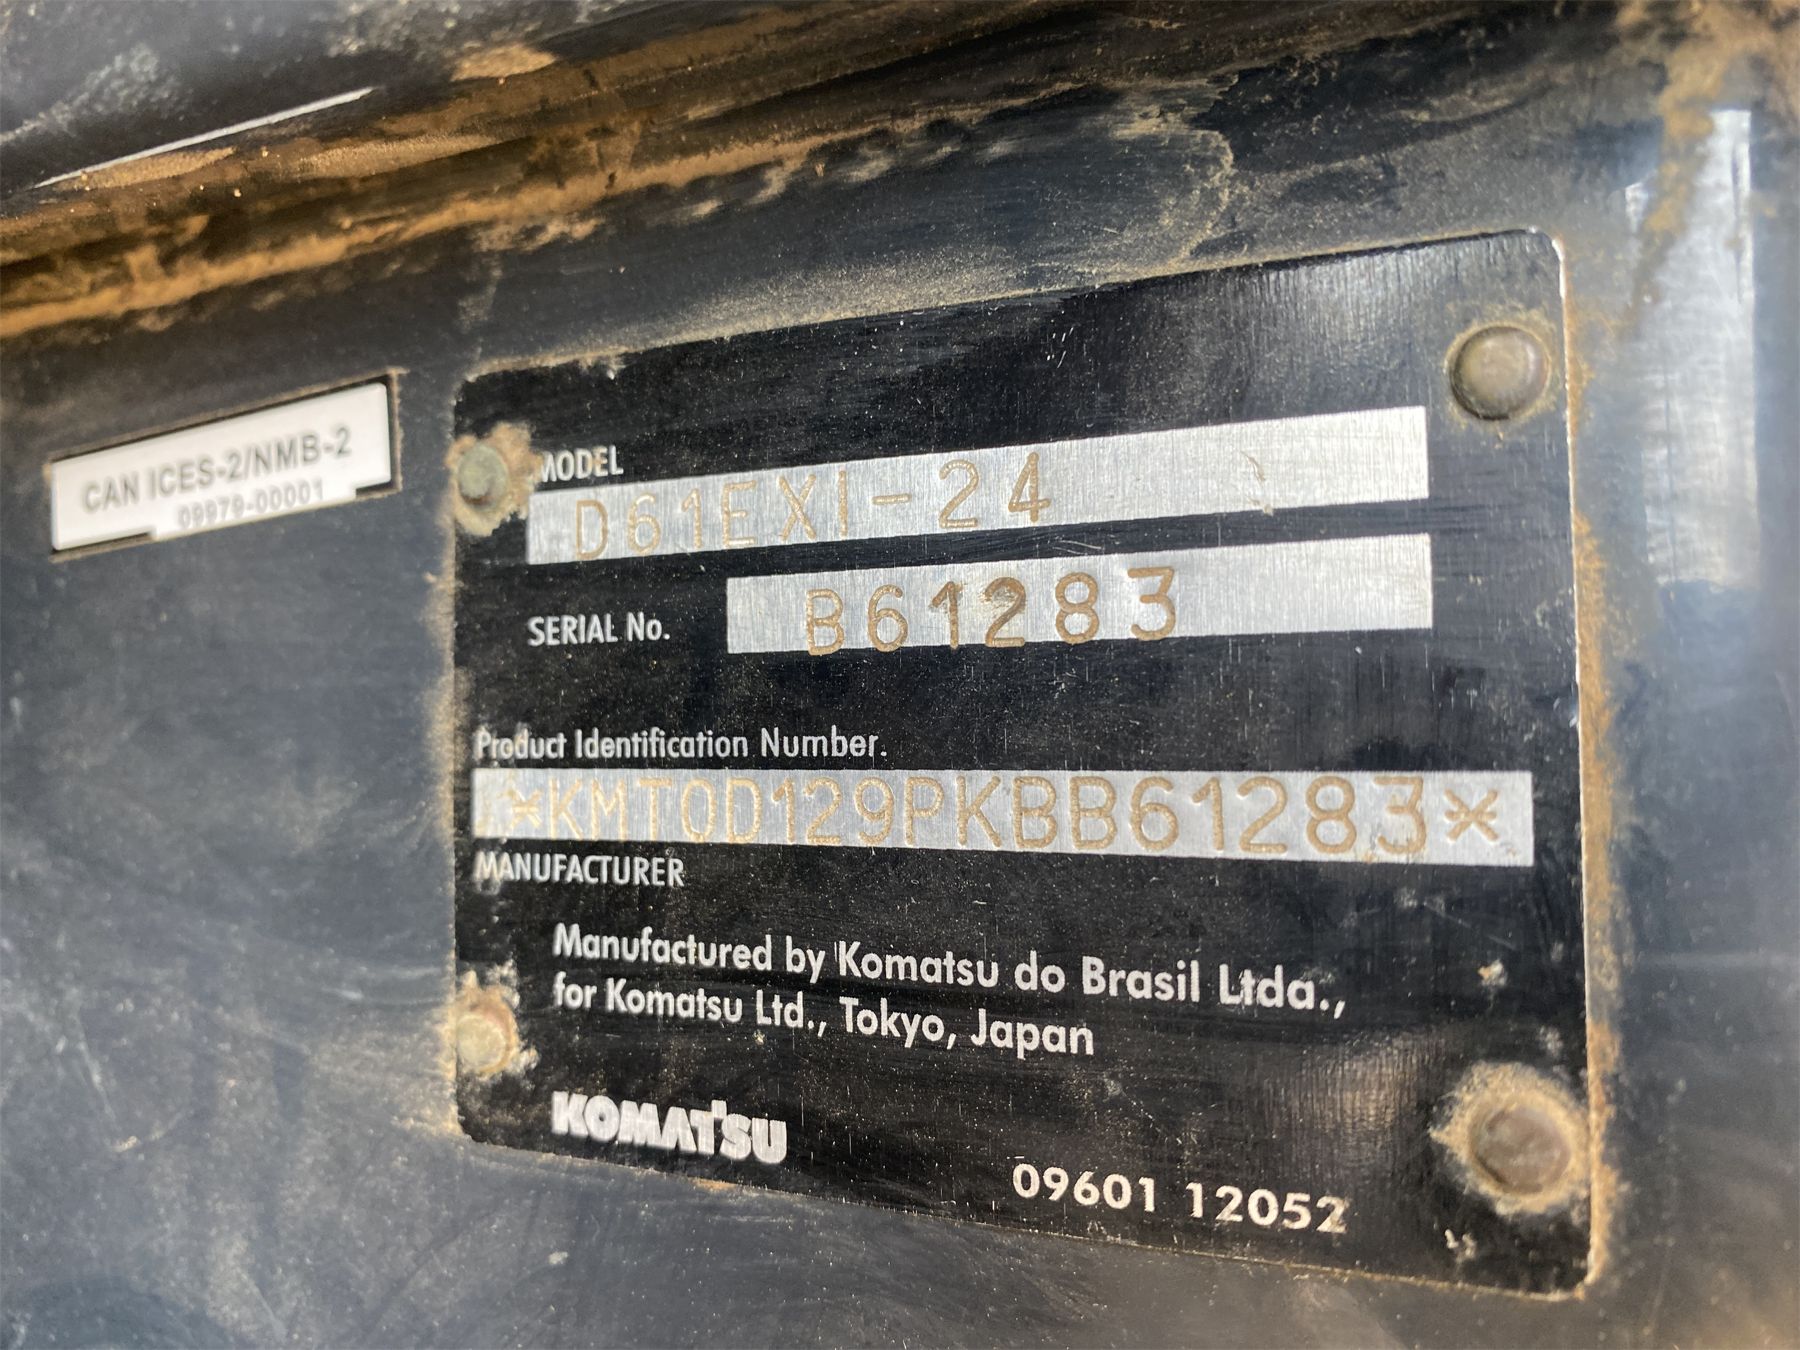 CAN ICES-2/NMB-2
09979-00001
MODEL
D61EXI-24
SERIAL No.
B61283
Product Identification Number.
*KMT0D129PKBB61283*
MANUFACTURER
Manufactured by Komatsu do Brasil Ltda.,
for Komatsu Ltd., Tokyo, Japan
KOMATSU
09601 12052